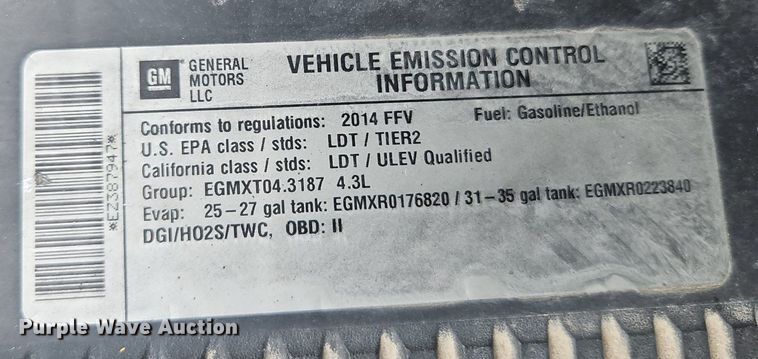 GM
GENERAL
MOTORS
LLC
VEHICLE EMISSION CONTROL
INFORMATION
Conforms to regulations: 2014 FFV Fuel: Gasoline/Ethanol
U.S. EPA class / stds: LDT / TIER2
California class / stds: LDT / ULEV Qualified
Group: EGMXT04.3187 4.3L
Evap: 25-27 gal tank: EGMXR0176820 / 31-35 gal tank: EGMXR0223840
DGI/HO2S/TWC, OBD: II
*EZ387947*
Purple Wave Auction